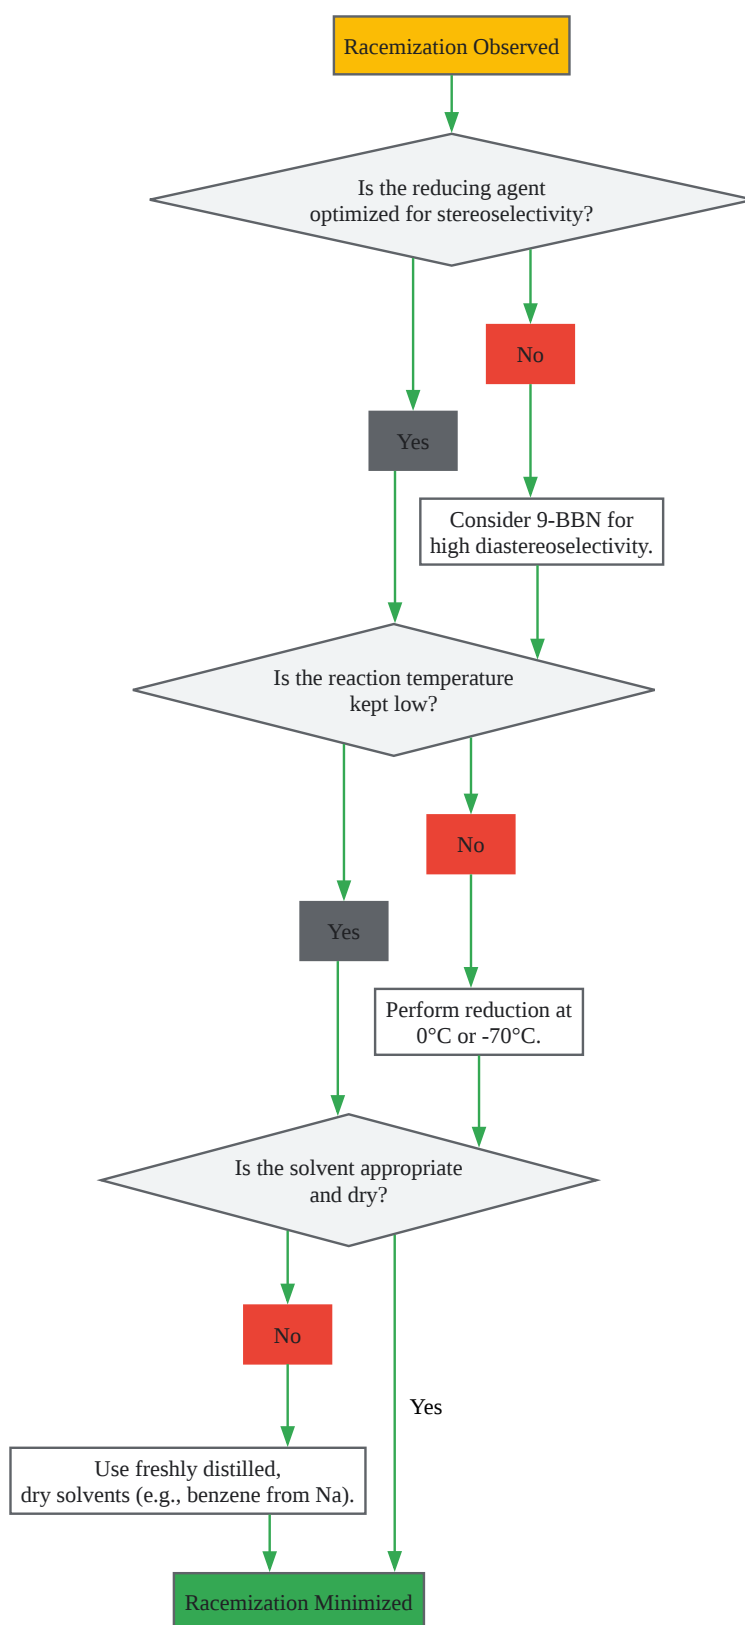 Racemization Observed
Is the reducing agent
optimized for stereoselectivity?
No
Yes
Consider 9-BBN for
high diastereoselectivity.
Is the reaction temperature
kept low?
No
Yes
Perform reduction at
0°C or -70°C.
Is the solvent appropriate
and dry?
No
Yes
Use freshly distilled,
dry solvents (e.g., benzene from Na).
Racemization Minimized